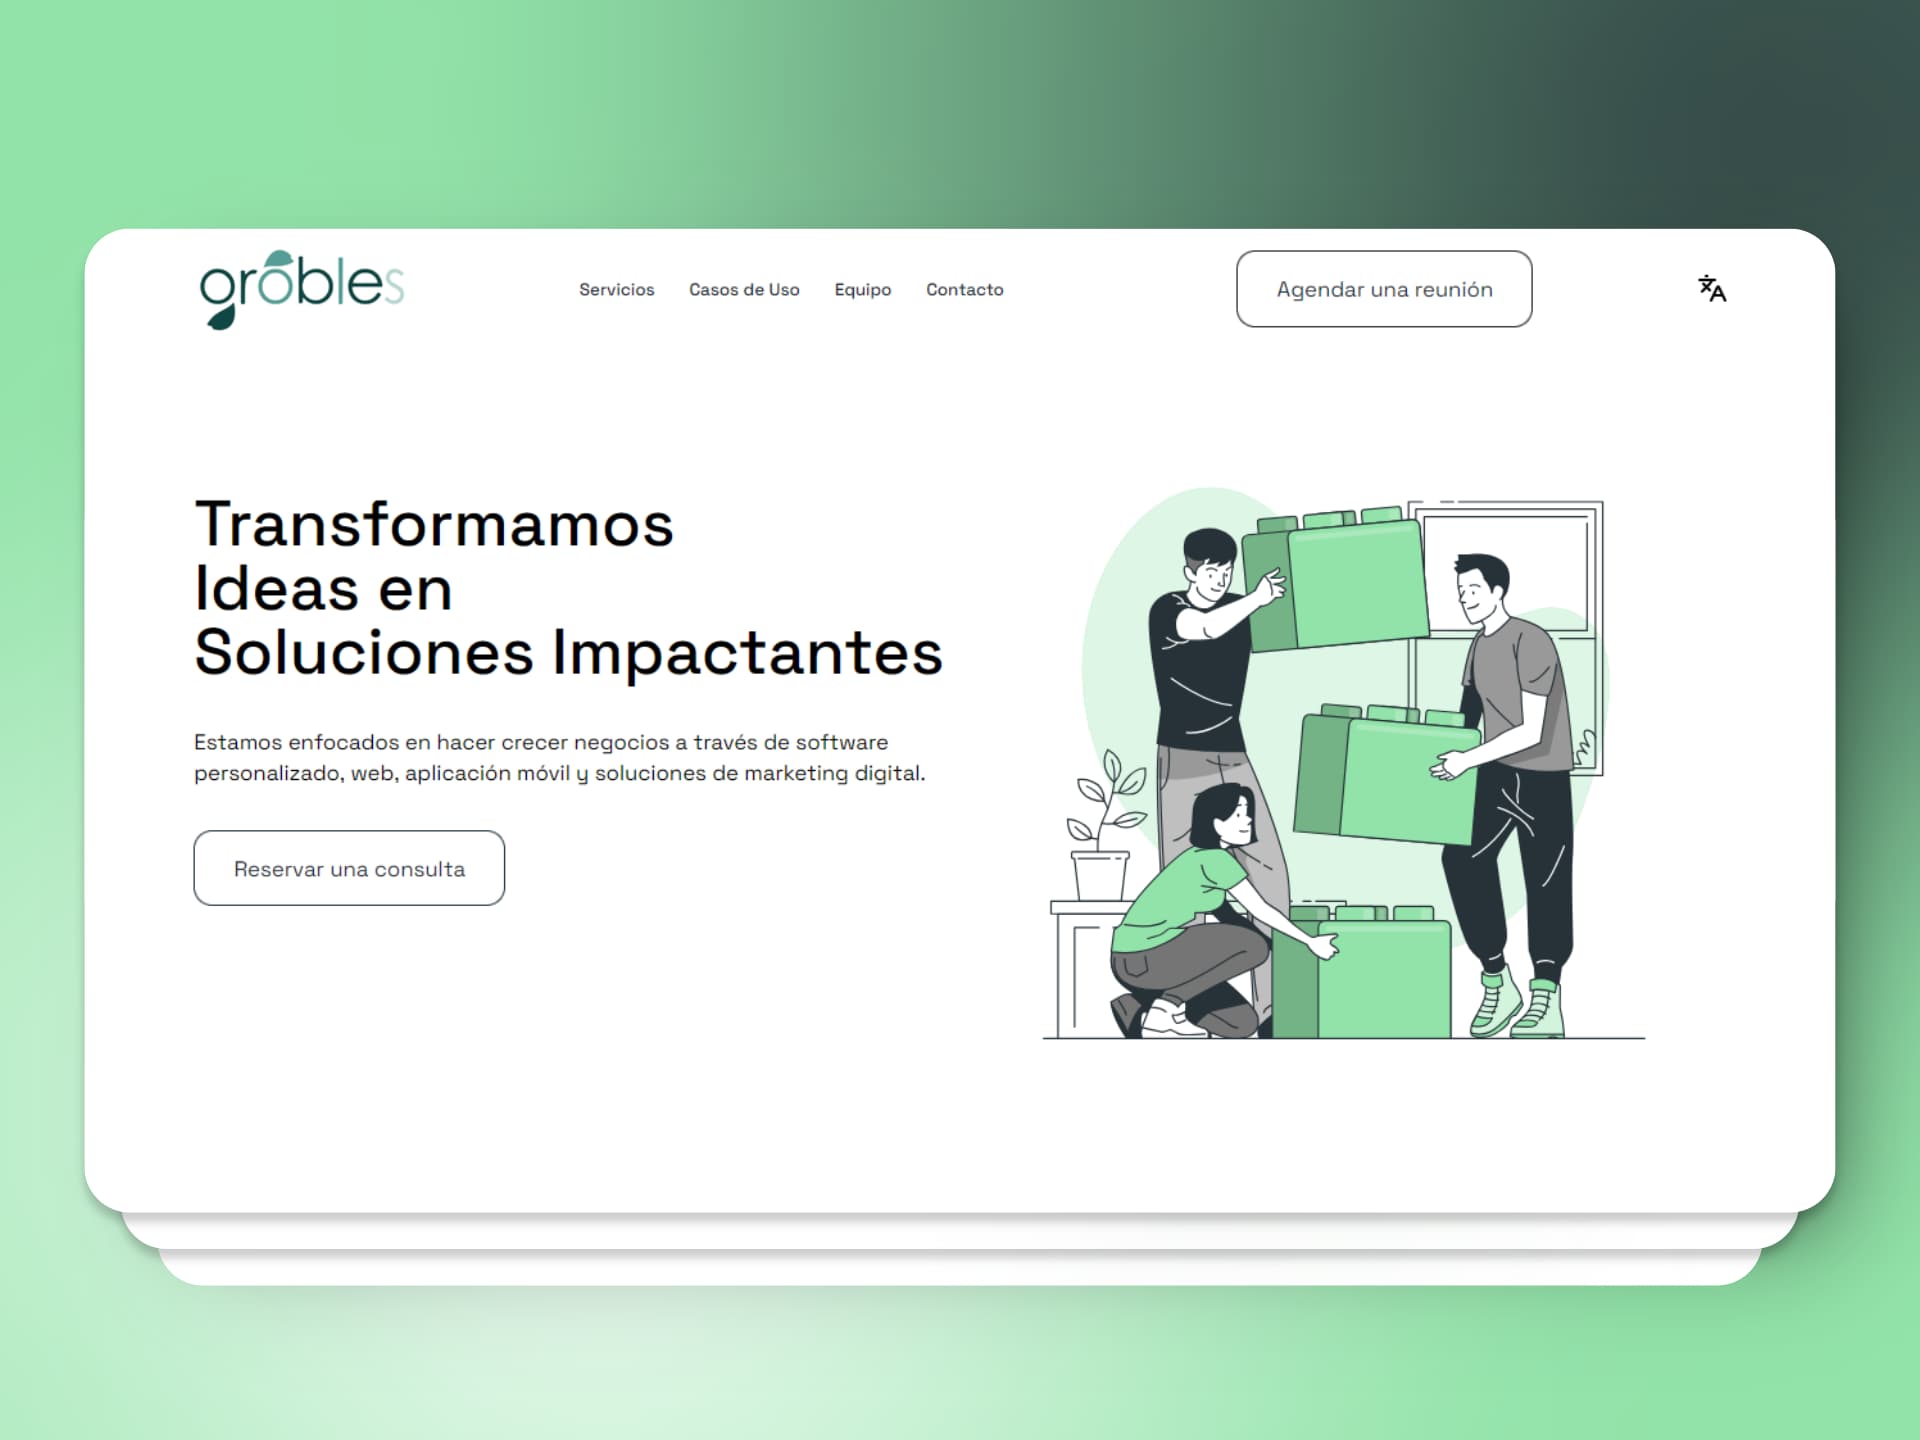 grobles
Servicios Casos de Uso Equipo Contacto
Agendar una reunión
Transformamos
Ideas en
Soluciones Impactantes
Estamos enfocados en hacer crecer negocios a través de software
personalizado, web, aplicación móvil y soluciones de marketing digital.
Reservar una consulta